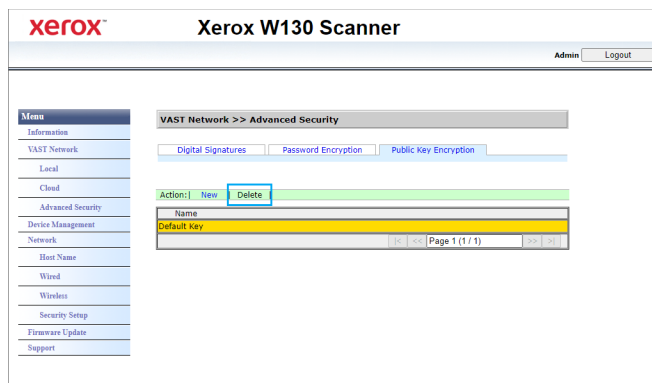 xerox™ Xerox W130 Scanner
Admin Logout
Menu
Information
VAST Network
Local
Cloud
Advanced Security
Device Management
Network
Host Name
Wired
Wireless
Security Setup
Firmware Update
Support
VAST Network >> Advanced Security
Digital Signatures Password Encryption Public Key Encryption
Action:| New | Delete |
Name
Default Key
|< << Page 1 (1 / 1) >> >|